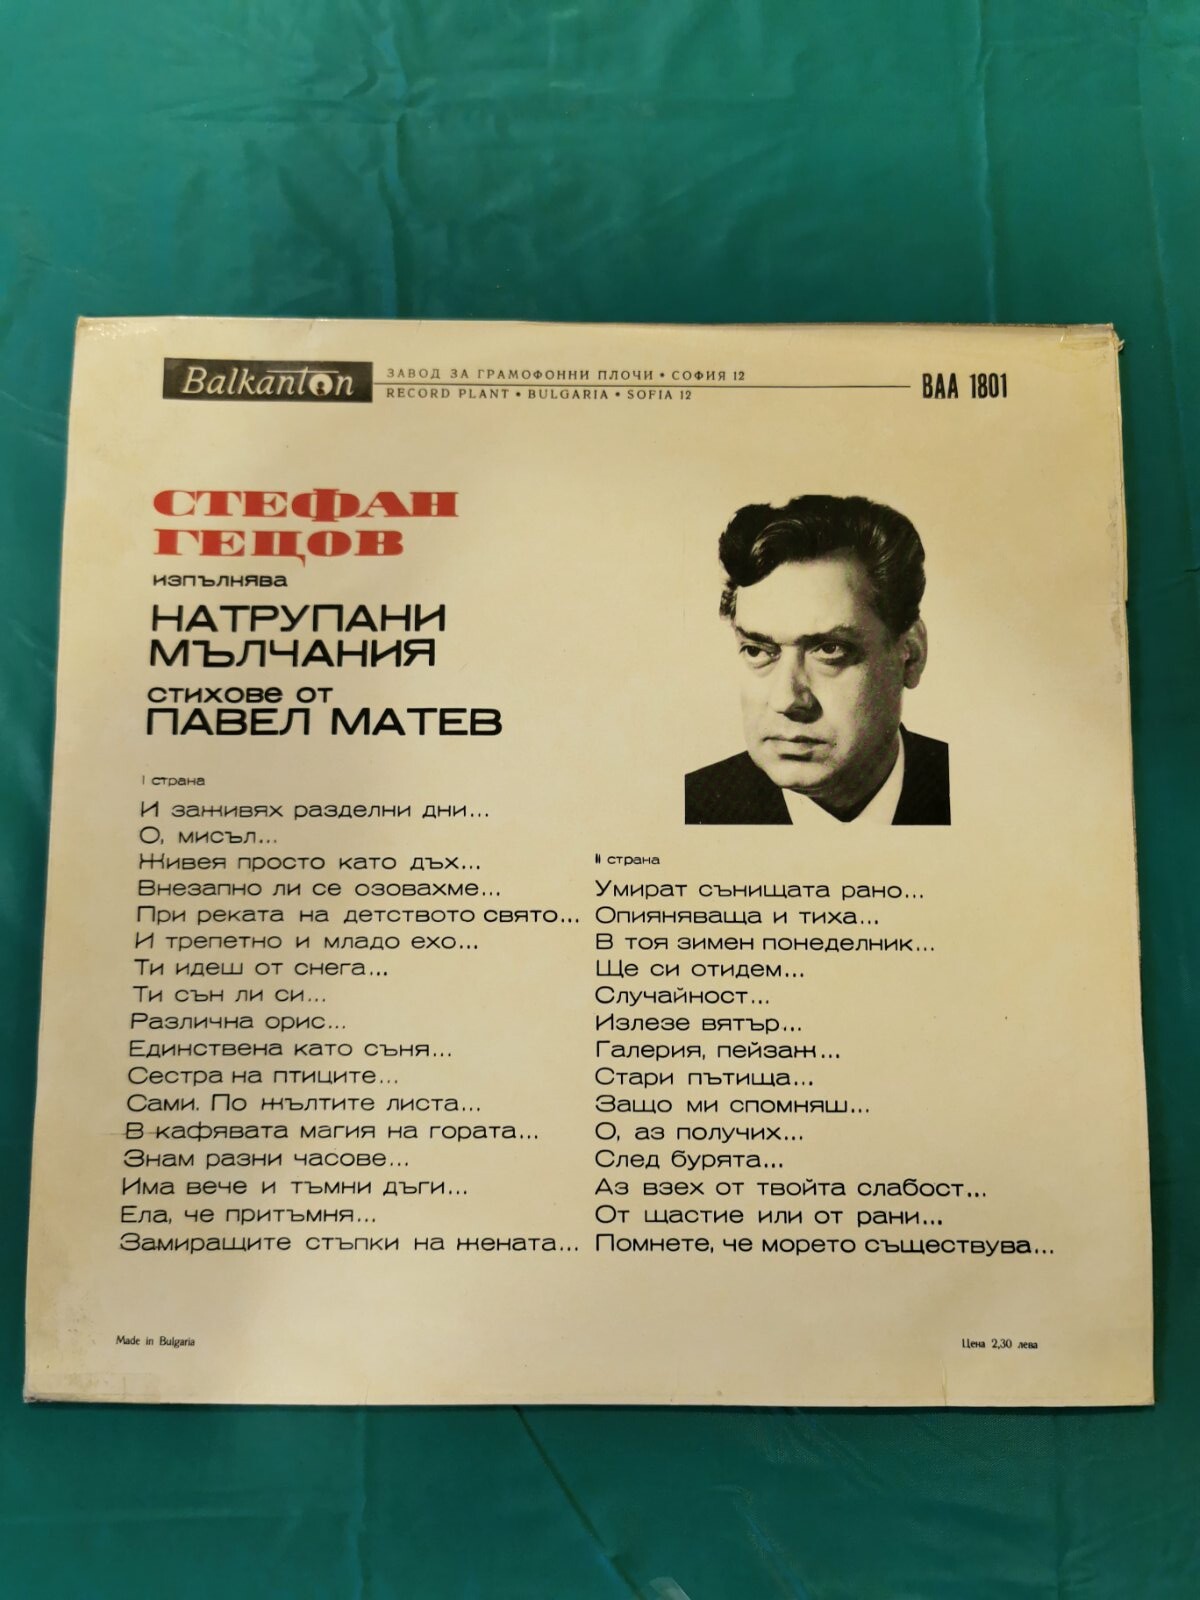 Balkanton
ЗАВОД ЗА ГРАМОФОННИ ПЛОЧИ • СОФИЯ 12
RECORD PLANT • BULGARIA • SOFIA 12
ВАА 1801
СТЕФАН
ГЕЦОВ
изпълнява
НАТРУПАНИ
МЪЛЧАНИЯ
стихове от
ПАВЕЛ МАТЕВ
I страна
И заживях разделни дни...
О, мисъл...
Живея просто като дъх...
Внезапно ли се озовахме...
При реката на детството свято...
И трепетно и младо ехо...
Ти идеш от снега...
Ти сън ли си...
Различна орис...
Единствена като съня...
Сестра на птиците...
Сами. По жълтите листа...
В кафявата магия на гората...
Знам разни часове...
Има вече и тъмни дъги...
Ела, че притъмня...
Замиращите стъпки на жената...
II страна
Умират сънищата рано...
Опияняваща и тиха...
В тоя зимен понеделник...
Ще си отидем...
Случайност...
Излезе вятър...
Галерия, пейзаж...
Стари пътища...
Защо ми спомняш...
О, аз получих...
След бурята...
Аз взех от твойта слабост...
От щастие или от рани...
Помнете, че морето съществува...
Made in Bulgaria
Цена 2,30 лева